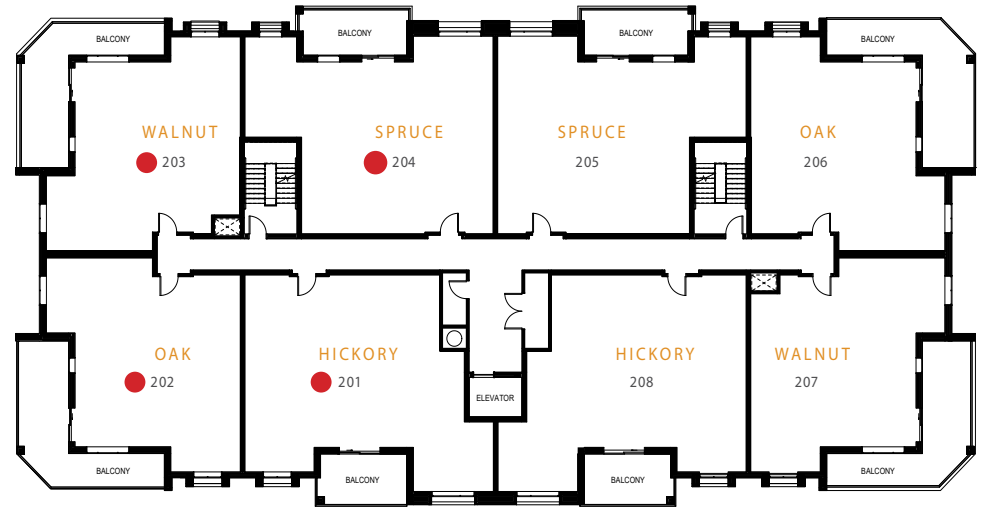 BALCONY
BALCONY
BALCONY
BALCONY
WALNUT
203
SPRUCE
204
SPRUCE
205
OAK
206
OAK
202
HICKORY
201
HICKORY
208
WALNUT
207
ELEVATOR
BALCONY
BALCONY
BALCONY
BALCONY